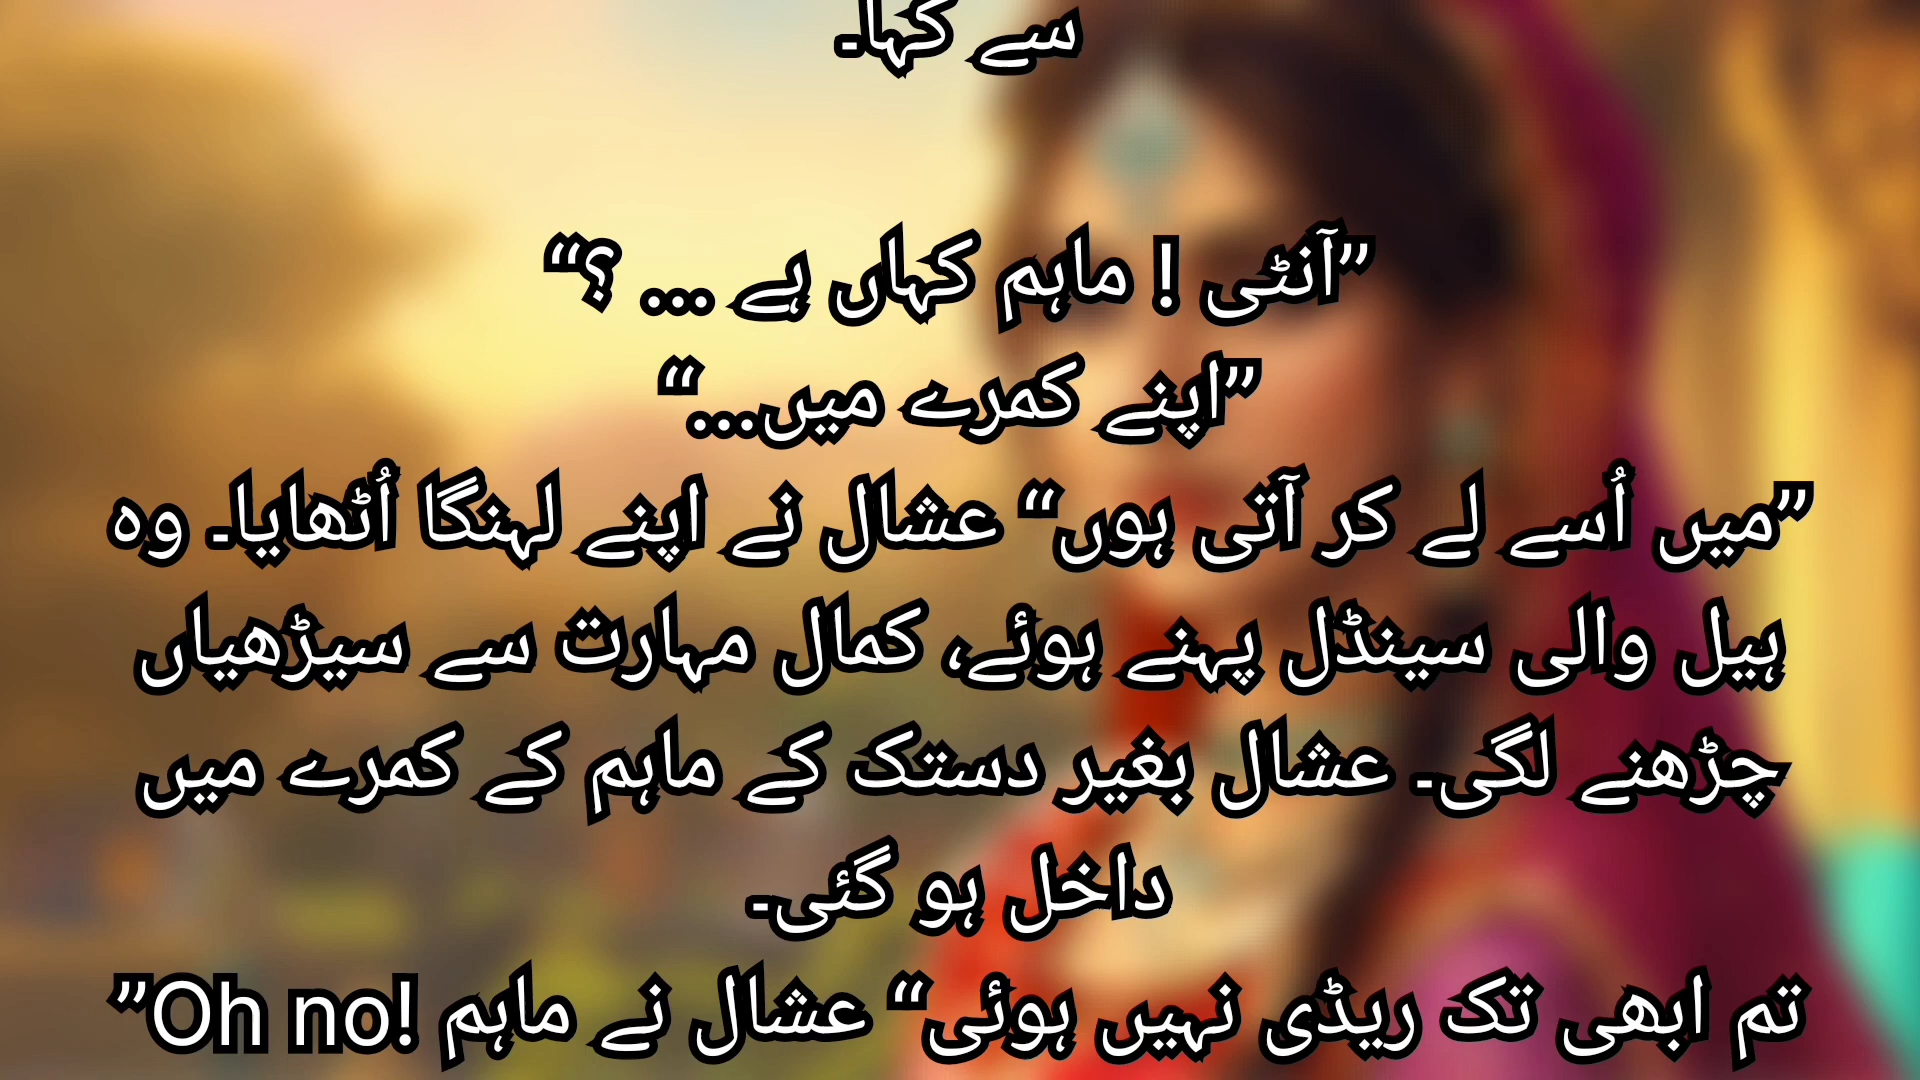 سے کہا۔
”آنٹی ! ماہم کہاں ہے ... ؟“
”اپنے کمرے میں...“
”میں اُسے لے کر آتی ہوں“ عشال نے اپنے لہنگا اُٹھایا۔ وہ
ہیل والی سینڈل پہنے ہوئے، کمال مہارت سے سیڑھیاں
چڑھنے لگی۔ عشال بغیر دستک کے ماہم کے کمرے میں
داخل ہو گئی۔
”Oh no! تم ابھی تک ریڈی نہیں ہوئی“ عشال نے ماہم